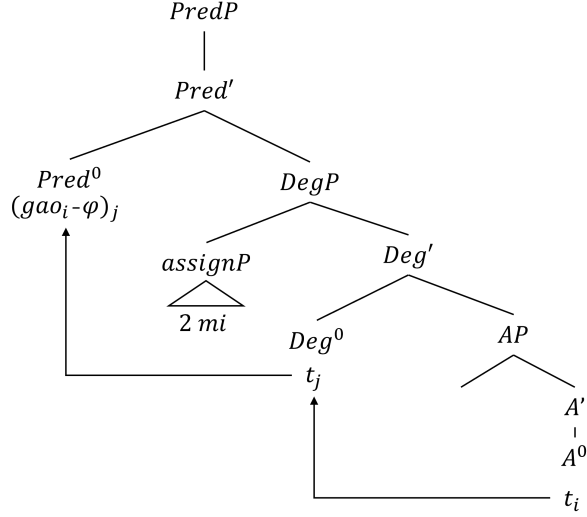 PredP
Pred′
Pred⁰
(gaoᵢ-φ)ⱼ
DegP
assignP
2 mi
Deg′
Deg⁰
tⱼ
AP
A'
A⁰
tᵢ